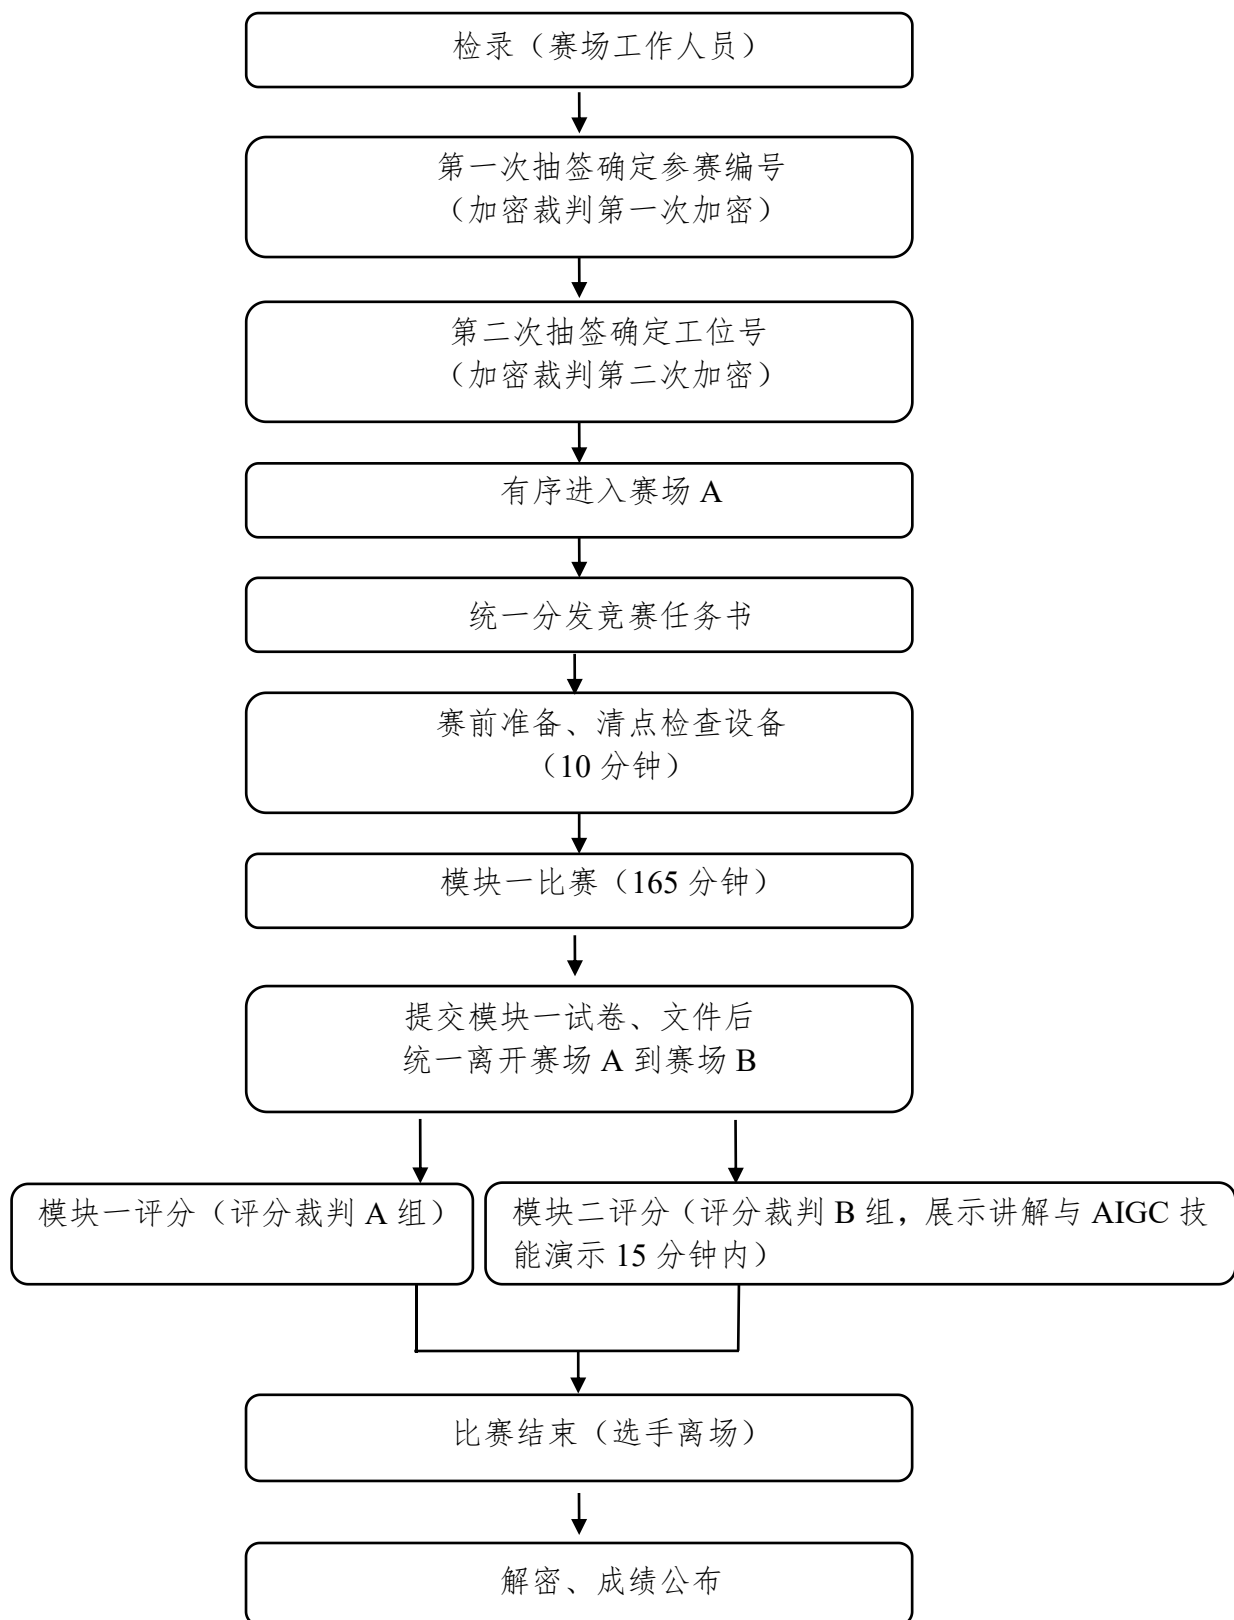 检录（赛场工作人员）
第一次抽签确定参赛编号
（加密裁判第一次加密）
第二次抽签确定工位号
（加密裁判第二次加密）
有序进入赛场 A
统一分发竞赛任务书
赛前准备、清点检查设备
（10 分钟）
模块一比赛（165 分钟）
提交模块一试卷、文件后
统一离开赛场 A 到赛场 B
模块一评分（评分裁判 A 组）
模块二评分（评分裁判 B 组，展示讲解与 AIGC 技
能演示 15 分钟内）
比赛结束（选手离场）
解密、成绩公布